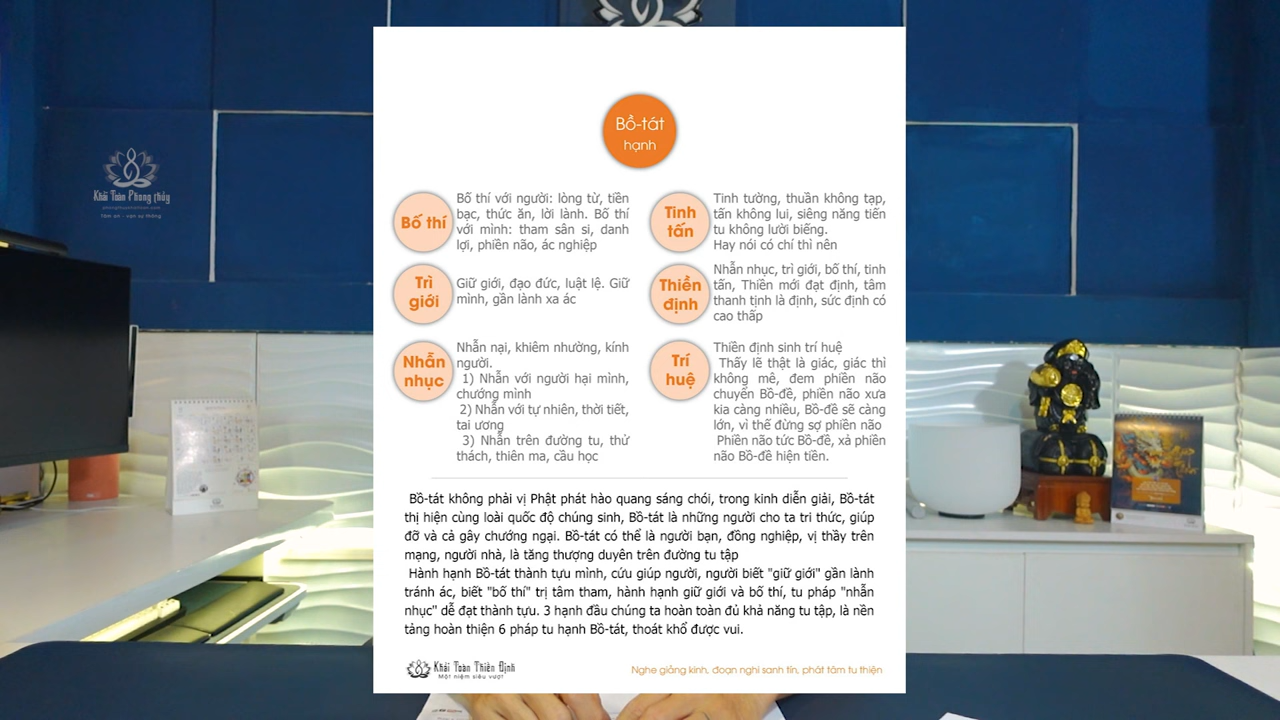 Khải Toàn Phong thủy
Tâm an - vạn sự thông
Bồ-tát
hạnh
Bố thí
Bố thí với người: lòng từ, tiền
bạc, thức ăn, lời lành. Bố thí
với mình: tham sân si, danh
lợi, phiền não, ác nghiệp
Trì
giới
Giữ giới, đạo đức, luật lệ. Giữ
mình, gần lành xa ác
Nhẫn
nhục
Nhẫn nại, khiêm nhường, kính
người.
1) Nhẫn với người hại mình,
chướng mình
2) Nhẫn với tự nhiên, thời tiết,
tai ương
3) Nhẫn trên đường tu, thử
thách, thiên ma, cầu học
Tinh
tấn
Tinh tường, thuần không tạp,
tấn không lui, siêng năng tiến
tu không lười biếng.
Hay nói có chí thì nên
Thiền
định
Nhẫn nhục, trì giới, bố thí, tinh
tấn, Thiền mới đạt định, tâm
thanh tịnh là định, sức định có
cao thấp
Trí
huệ
Thiền định sinh trí huệ
Thấy lẽ thật là giác, giác thì
không mê, đem phiền não
chuyển Bồ-đề, phiền não xưa
kia càng nhiều, Bồ-đề sẽ càng
lớn, vì thế đừng sợ phiền não
Phiền não tức Bồ-đề, xả phiền
não Bồ-đề hiện tiền.
Bồ-tát không phải vị Phật phát hào quang sáng chói, trong kinh diễn giải, Bồ-tát
thị hiện cùng loài quốc độ chúng sinh, Bồ-tát là những người cho ta tri thức, giúp
đỡ và cả gây chướng ngại. Bồ-tát có thể là người bạn, đồng nghiệp, vị thầy trên
mạng, người nhà, là tăng thượng duyên trên đường tu tập
Hành hạnh Bồ-tát thành tựu mình, cứu giúp người, người biết "giữ giới" gần lành
tránh ác, biết "bố thí" trị tâm tham, hành hạnh giữ giới và bố thí, tu pháp "nhẫn
nhục" dễ đạt thành tựu. 3 hạnh đầu chúng ta hoàn toàn đủ khả năng tu tập, là nền
tảng hoàn thiện 6 pháp tu hạnh Bồ-tát, thoát khổ được vui.
Khải Toàn Thiền Định
Một niệm siêu vượt
Nghe giảng kinh, đoạn nghi sanh tín, phát tâm tu thiện